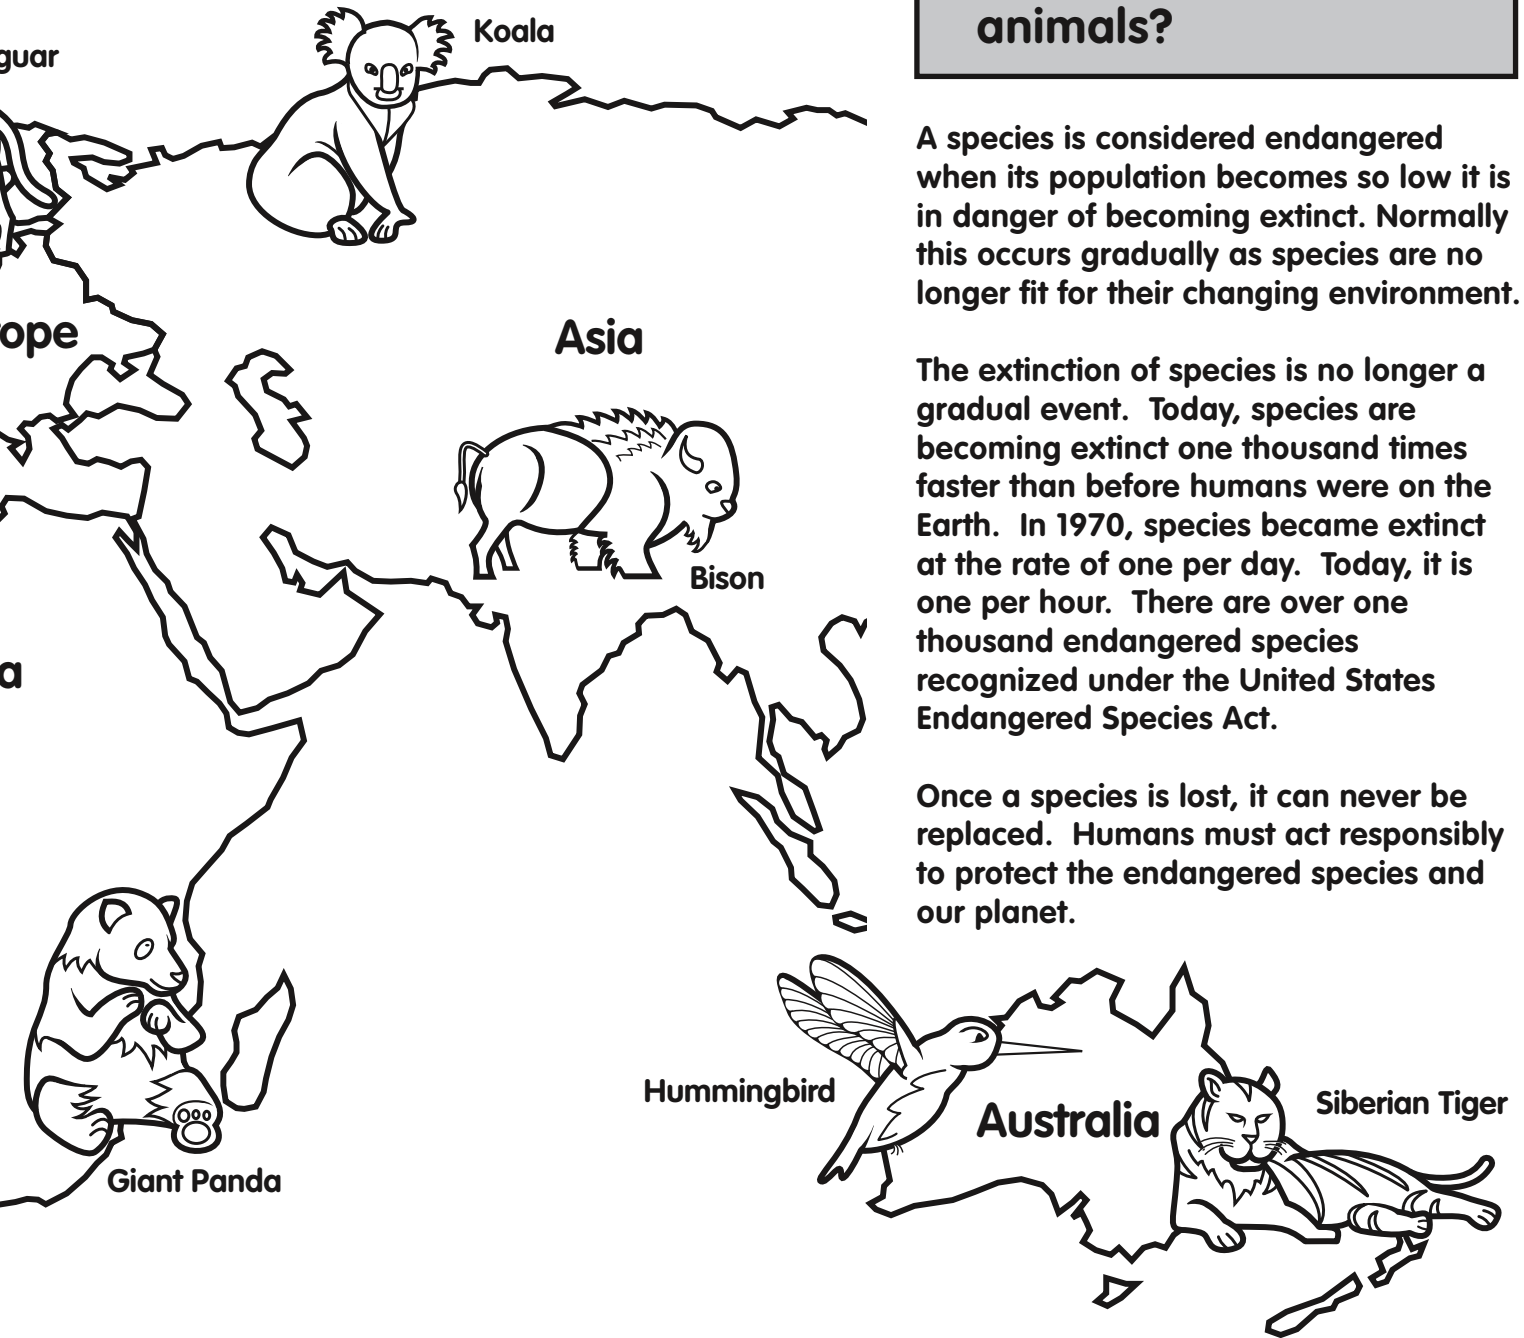 Koala
guar
rope
Asia
Bison
a
Giant Panda
Hummingbird
Australia
Siberian Tiger
animals?
A species is considered endangered
when its population becomes so low it is
in danger of becoming extinct. Normally
this occurs gradually as species are no
longer fit for their changing environment.
The extinction of species is no longer a
gradual event.  Today, species are
becoming extinct one thousand times
faster than before humans were on the
Earth.  In 1970, species became extinct
at the rate of one per day.  Today, it is
one per hour.  There are over one
thousand endangered species
recognized under the United States
Endangered Species Act.
Once a species is lost, it can never be
replaced.  Humans must act responsibly
to protect the endangered species and
our planet.